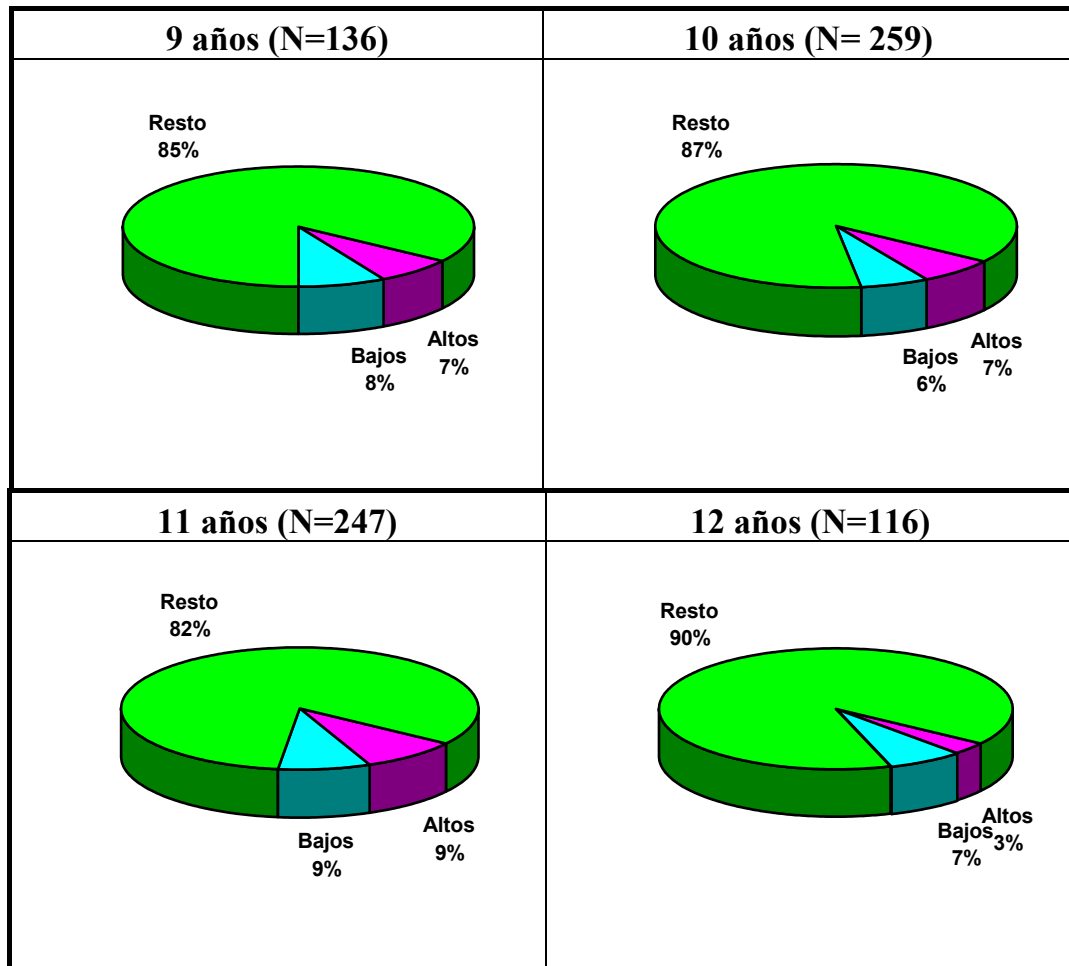 9 años (N=136)
10 años (N= 259)
Resto
85%
Bajos
8%
Altos
7%
Resto
87%
Bajos
6%
Altos
7%
11 años (N=247)
12 años (N=116)
Resto
82%
Bajos
9%
Altos
9%
Resto
90%
Bajos
7%
Altos
3%